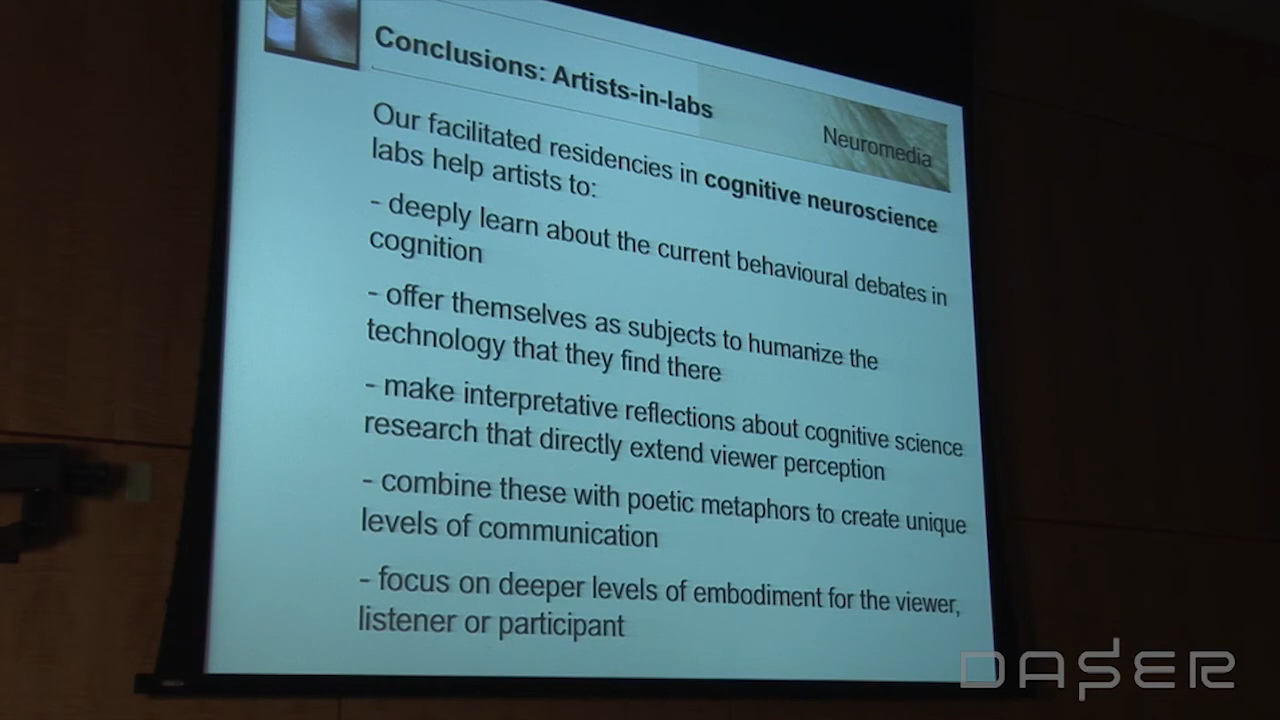 Conclusions: Artists-in-labs
Neuromedia
Our facilitated residencies in cognitive neuroscience
labs help artists to:
- deeply learn about the current behavioural debates in
cognition
- offer themselves as subjects to humanize the
technology that they find there
- make interpretative reflections about cognitive science
research that directly extend viewer perception
- combine these with poetic metaphors to create unique
levels of communication
- focus on deeper levels of embodiment for the viewer,
listener or participant
DASER